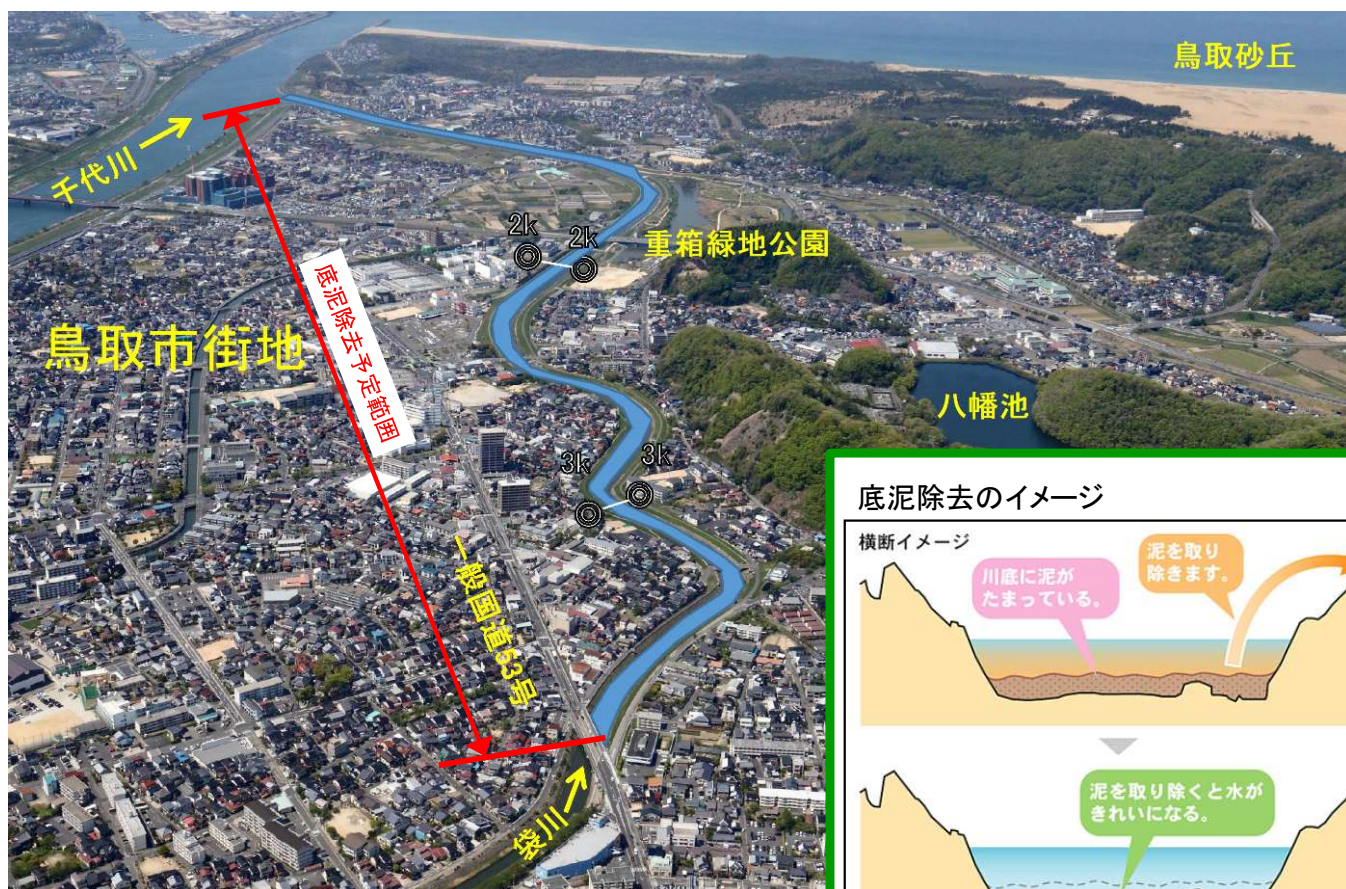 鳥取砂丘
千代川
2k
2k
重箱緑地公園
底泥除去予定範囲
鳥取市街地
八幡池
3k
3k
一般国道53号
袋川
底泥除去のイメージ
横断イメージ
川底に泥が
たまっている。
泥を取り
除きます。
泥を取り除くと水が
きれいになる。